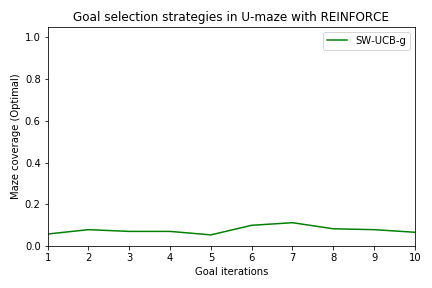 Goal selection strategies in U-maze with REINFORCE
SW-UCB-g
Maze coverage (Optimal)
1.0
0.8
0.6
0.4
0.2
0.0
1 2 3 4 5 6 7 8 9 10
Goal iterations